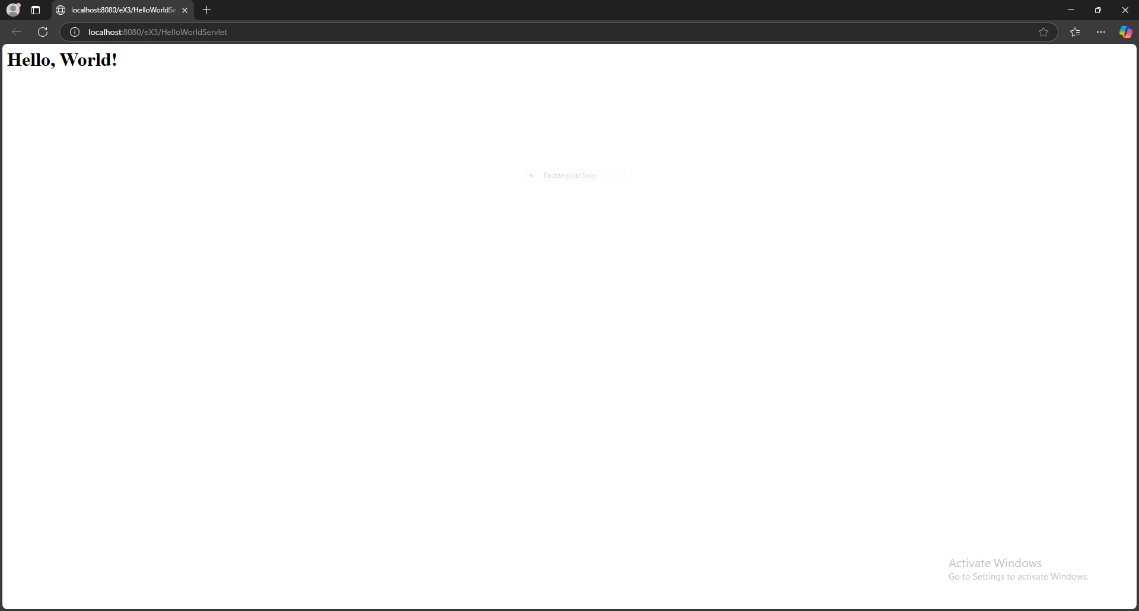 localhost:8080/eX3/HelloWorldSe
localhost:8080/eX3/HelloWorldServlet
Hello, World!
Rectangular Snip
Activate Windows
Go to Settings to activate Windows.